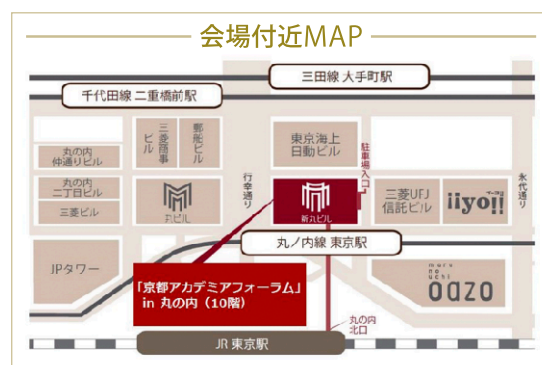 会場付近MAP
三田線 大手町駅
千代田線 二重橋前駅
丸の内
仲通りビル
三菱商事
ビル
郵船ビル
行幸通り
東京海上
日動ビル
駐車場入口
永代通り
丸の内
二丁目ビル
三菱ビル
丸ビル
新丸ビル
三菱UFJ
信託ビル
iiyo!!
丸ノ内線 東京駅
JPタワー
「京都アカデミアフォーラム」
in 丸の内（10階）
maru
no
uchi
oazo
丸の内
北口
JR 東京駅